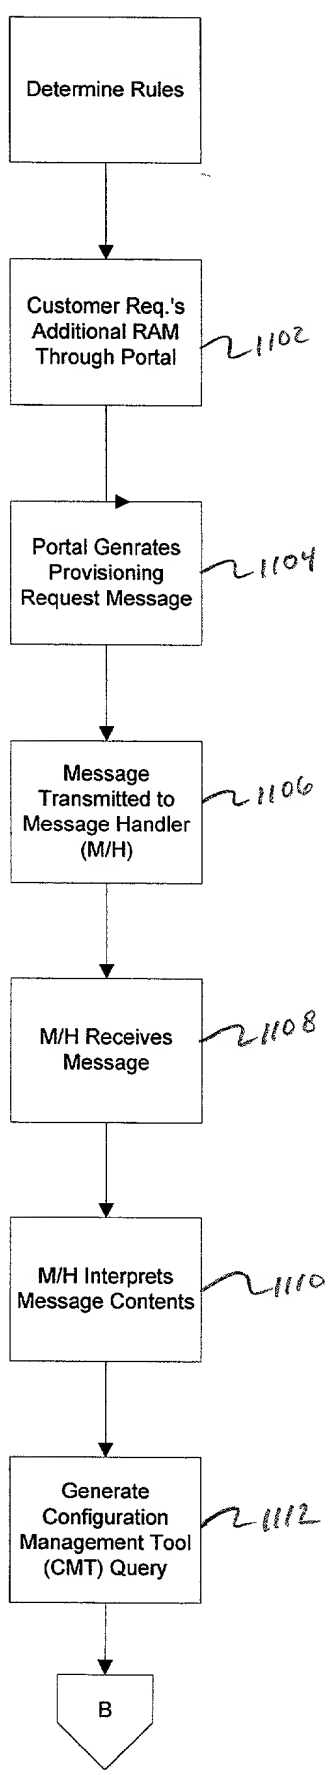 Determine Rules
Customer Req.'s
Additional RAM
Through Portal
1102
Portal Genrates
Provisioning
Request Message
1104
Message
Transmitted to
Message Handler
(M/H)
1106
M/H Receives
Message
1108
M/H Interprets
Message Contents
1110
Generate
Configuration
Management Tool
(CMT) Query
1112
B